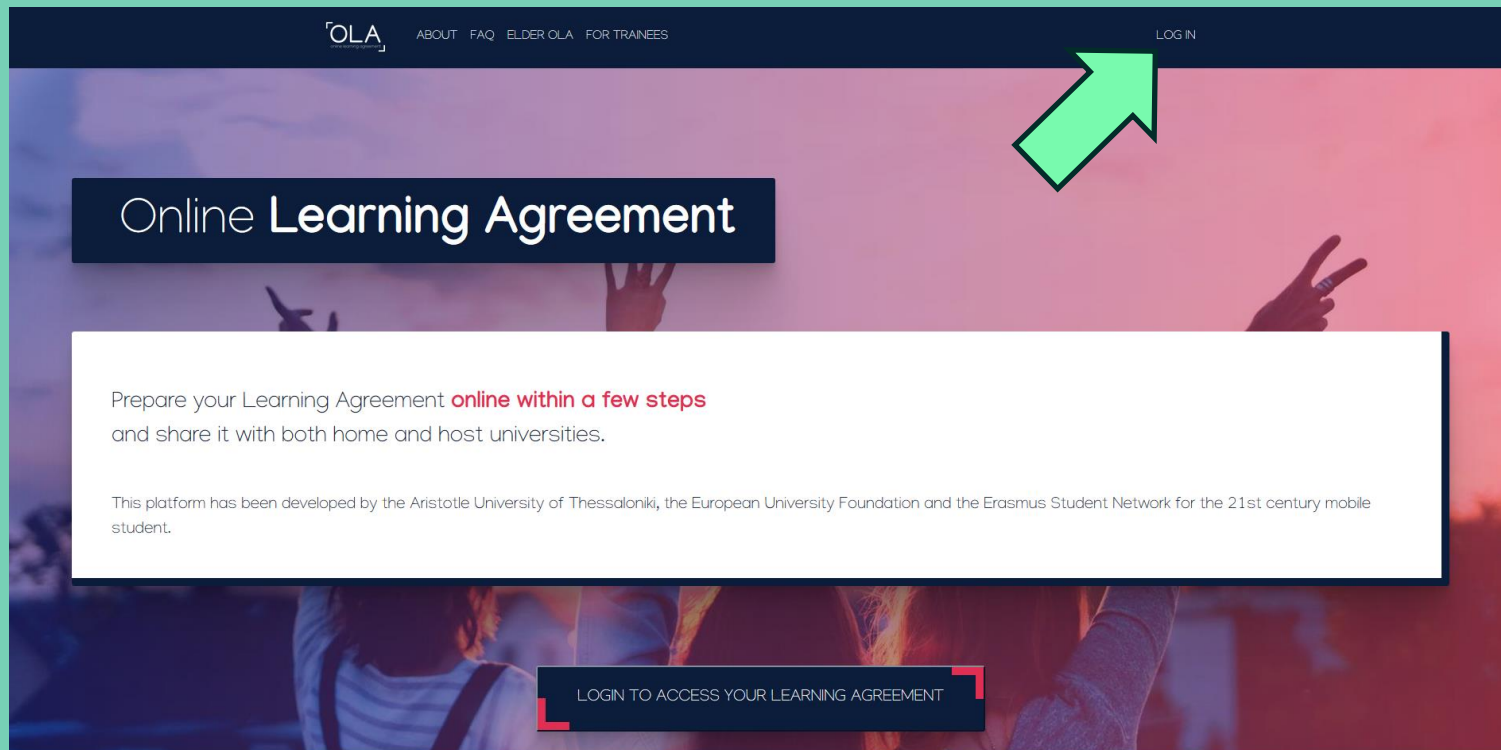 OLA
ABOUT FAQ ELDER OLA FOR TRAINEES LOG IN
Online Learning Agreement
Prepare your Learning Agreement online within a few steps
and share it with both home and host universities.
This platform has been developed by the Aristotle University of Thessaloniki, the European University Foundation and the Erasmus Student Network for the 21st century mobile
student.
LOGIN TO ACCESS YOUR LEARNING AGREEMENT